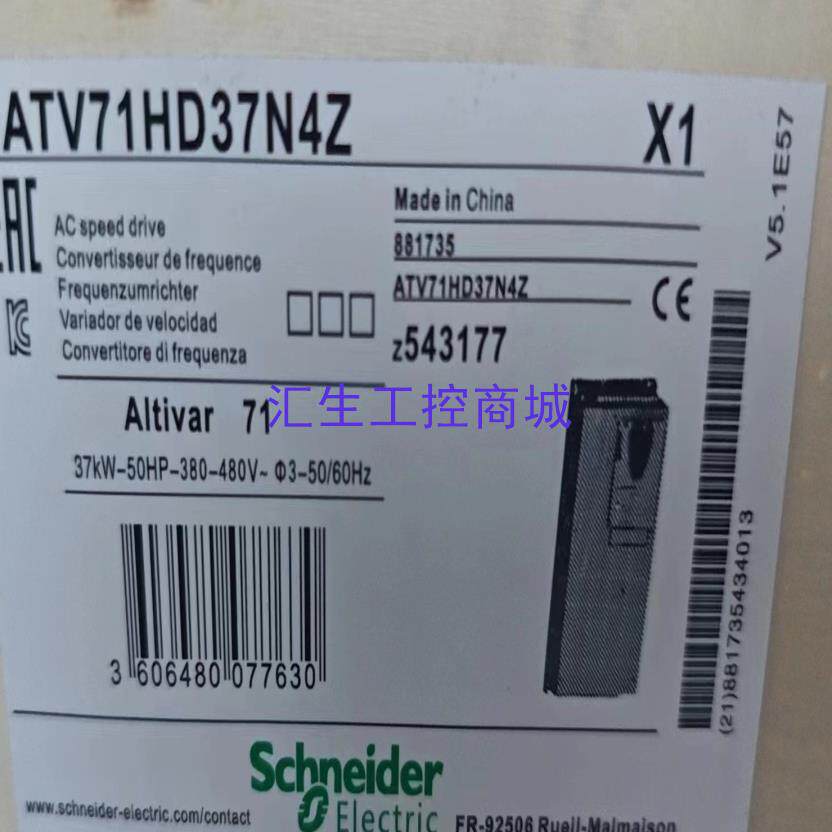 ATV71HD37N4Z
X1
V5.1E57
EAC
AC speed drive
Convertisseur de frequence
Frequenzumrichter
Variador de velocidad
Convertitore di frequenza
Made in China
881735
ATV71HD37N4Z
CE
z543177
Altivar 71
汇生工控商城
37kW-50HP-380-480V~ Φ3-50/60Hz
3 606480 077630
(21)881735434013
Schneider
Electric
www.schneider-electric.com/contact
FR-92506 Rueil-Malmaison